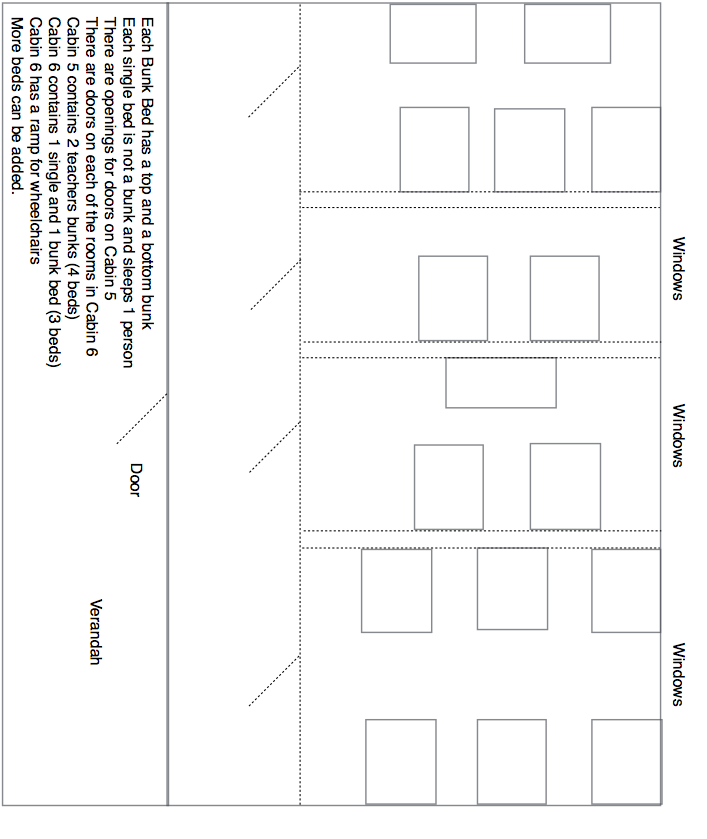 Windows
Windows
Windows
Each Bunk Bed has a top and a bottom bunk
Each single bed is not a bunk and sleeps 1 person
There are openings for doors on Cabin 5
There are doors on each of the rooms in Cabin 6
Cabin 5 contains 2 teachers bunks (4 beds)
Cabin 6 contains 1 single and 1 bunk bed (3 beds)
Cabin 6 has a ramp for wheelchairs
More beds can be added.
Door
Verandah